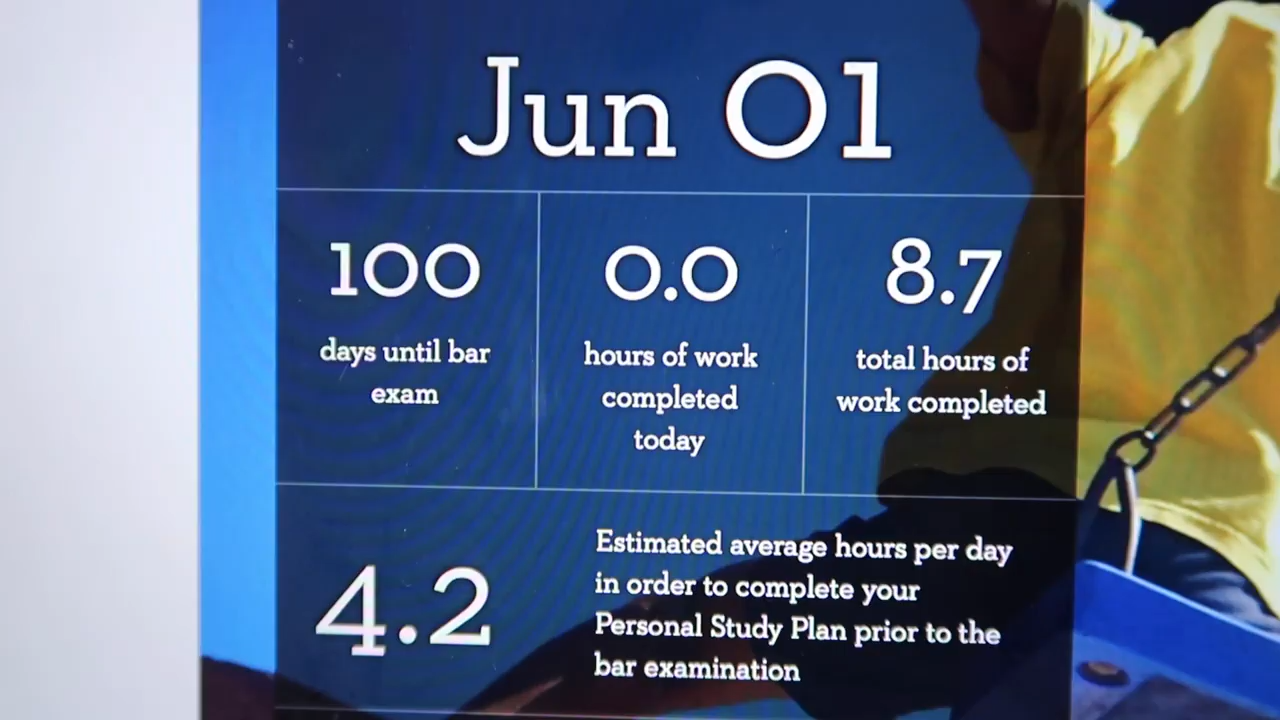 Jun 01
100
days until bar
exam
0.0
hours of work
completed
today
8.7
total hours of
work completed
4.2
Estimated average hours per day
in order to complete your
Personal Study Plan prior to the
bar examination